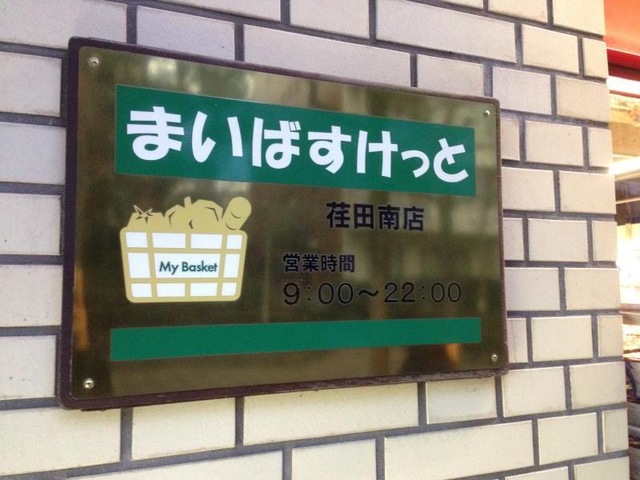 まいばすけっと
荏田南店
My Basket
営業時間
9:00〜22:00